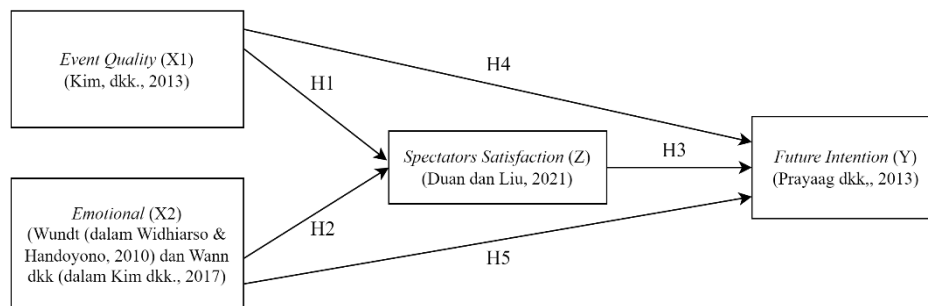 Event Quality (X1)
(Kim, dkk., 2013)
H4
H1
Spectators Satisfaction (Z)
(Duan dan Liu, 2021)
H3
Future Intention (Y)
(Prayaag dkk,, 2013)
Emotional (X2)
(Wundt (dalam Widhiarso &
Handoyono, 2010) dan Wann
dkk (dalam Kim dkk., 2017)
H2
H5